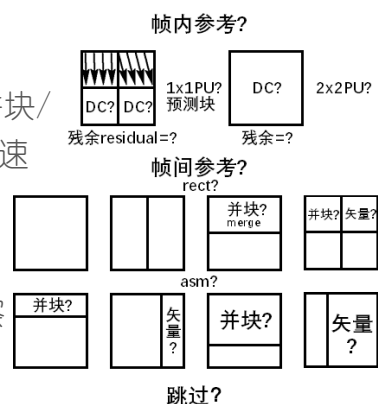 帧内参考?
并块/
速
DC? DC?
1x1PU?
预测块
DC?
2x2PU?
残余residual=?
残余=?
帧间参考?
rect?
并块?
merge
并块? 矢量?
asm?
并块?
矢量?
并块?
矢量?
跳过?